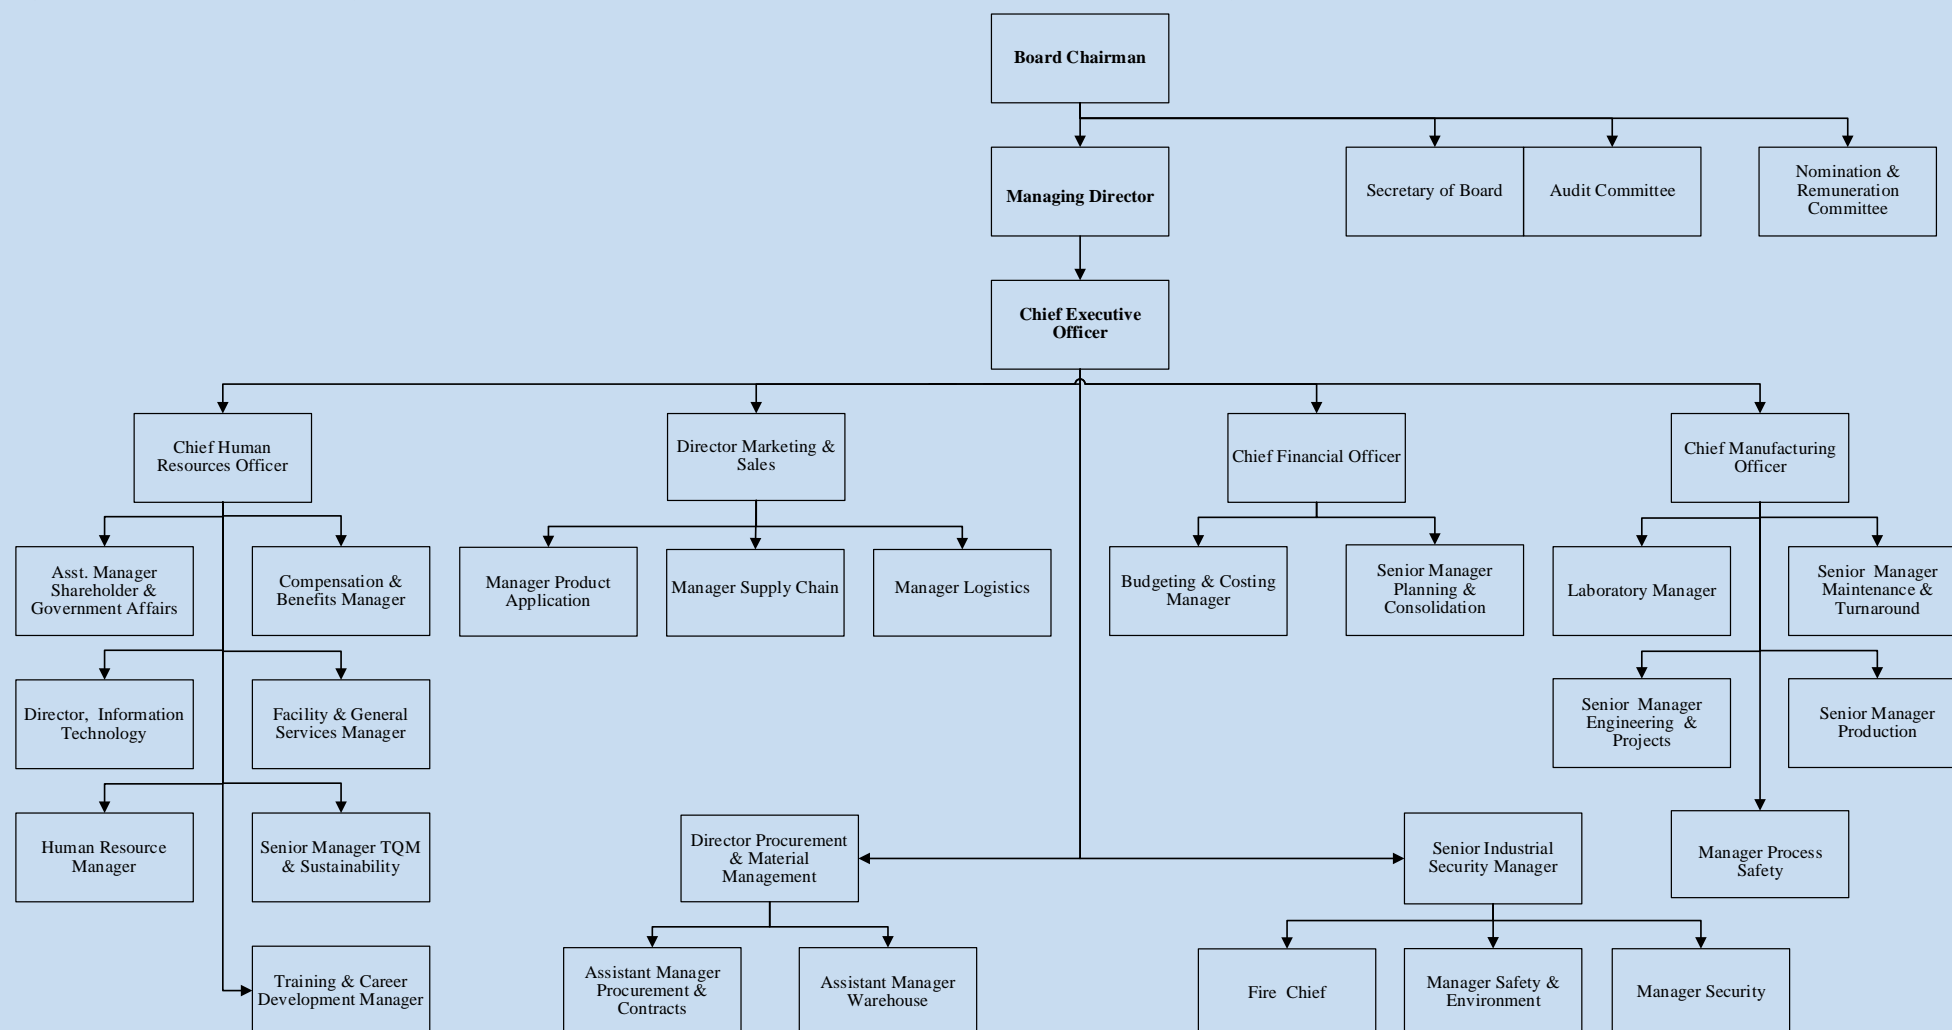 Board Chairman
Managing Director
Secretary of Board
Audit Committee
Nomination &
Remuneration
Committee
Chief Executive
Officer
Chief Human
Resources Officer
Director Marketing &
Sales
Chief Financial Officer
Chief Manufacturing
Officer
Asst. Manager
Shareholder &
Government Affairs
Compensation &
Benefits Manager
Manager Product
Application
Manager Supply Chain
Manager Logistics
Budgeting & Costing
Manager
Senior Manager
Planning &
Consolidation
Laboratory Manager
Senior Manager
Maintenance &
Turnaround
Director, Information
Technology
Facility & General
Services Manager
Senior Manager
Engineering &
Projects
Senior Manager
Production
Human Resource
Manager
Senior Manager TQM
& Sustainability
Director Procurement
& Material
Management
Senior Industrial
Security Manager
Manager Process
Safety
Training & Career
Development Manager
Assistant Manager
Procurement &
Contracts
Assistant Manager
Warehouse
Fire Chief
Manager Safety &
Environment
Manager Security